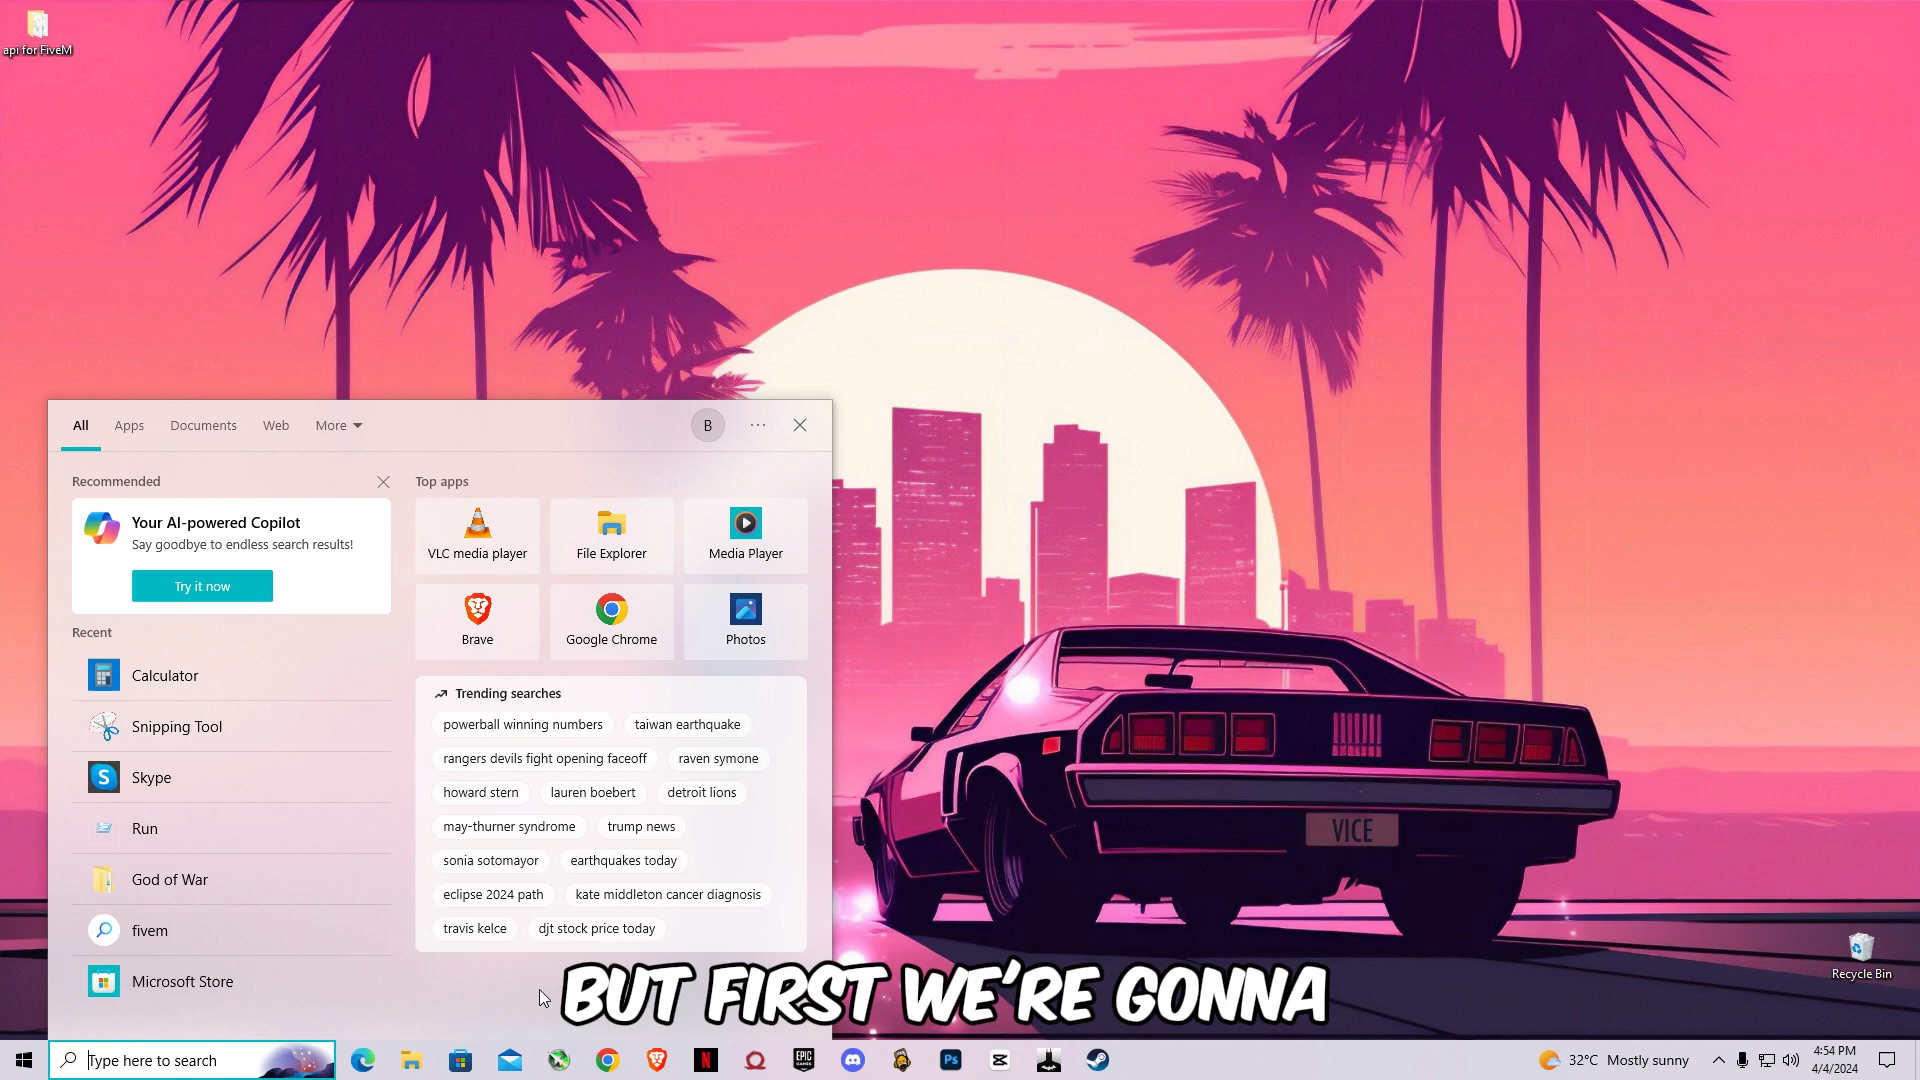 api for FiveM
All Apps Documents Web More
B
Recommended
Your AI-powered Copilot
Say goodbye to endless search results!
Try it now
Recent
Calculator
Snipping Tool
Skype
Run
God of War
fivem
Microsoft Store
Top apps
VLC media player File Explorer Media Player
Brave Google Chrome Photos
Trending searches
powerball winning numbers taiwan earthquake
rangers devils fight opening faceoff raven symone
howard stern lauren boebert detroit lions
may-thurner syndrome trump news
sonia sotomayor earthquakes today
eclipse 2024 path kate middleton cancer diagnosis
travis kelce djt stock price today
VICE
Recycle Bin
BUT FIRST WE'RE GONNA
Type here to search
N
EPIC GAMES
Ps
32°C Mostly sunny
4:54 PM
4/4/2024